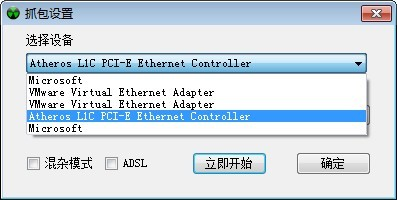 抓包设置
选择设备
Atheros L1C PCI-E Ethernet Controller
Microsoft
VMware Virtual Ethernet Adapter
VMware Virtual Ethernet Adapter
Atheros L1C PCI-E Ethernet Controller
Microsoft
混杂模式 ADSL 立即开始 确定